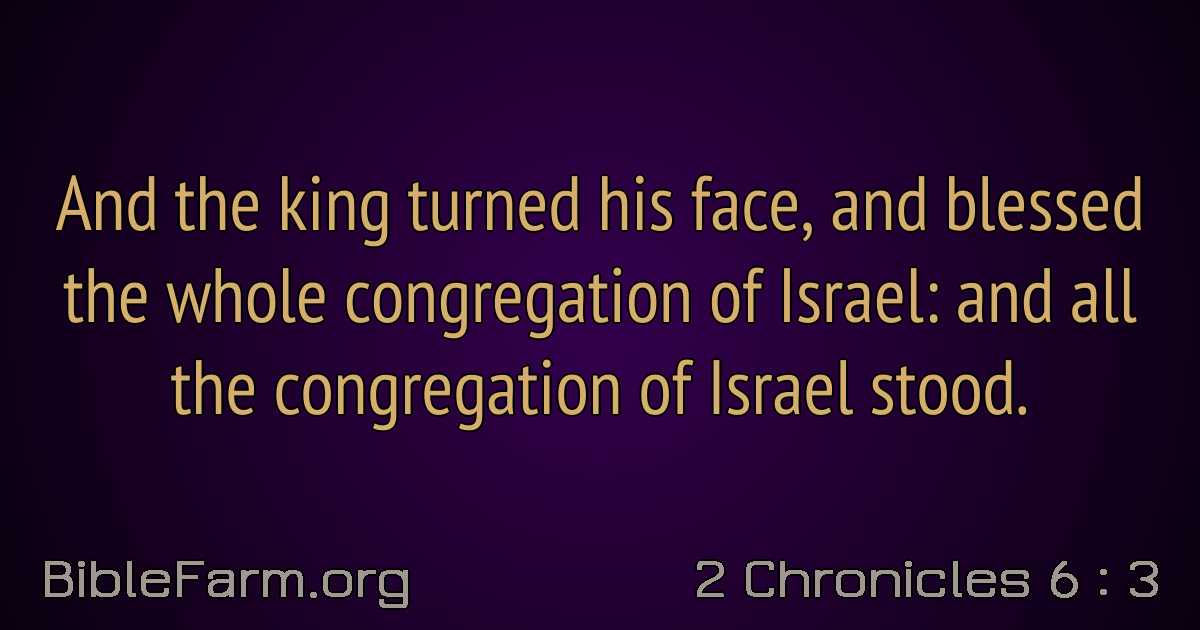 And the king turned his face, and blessed
the whole congregation of Israel: and all
the congregation of Israel stood.
BibleFarm.org
2 Chronicles 6 : 3